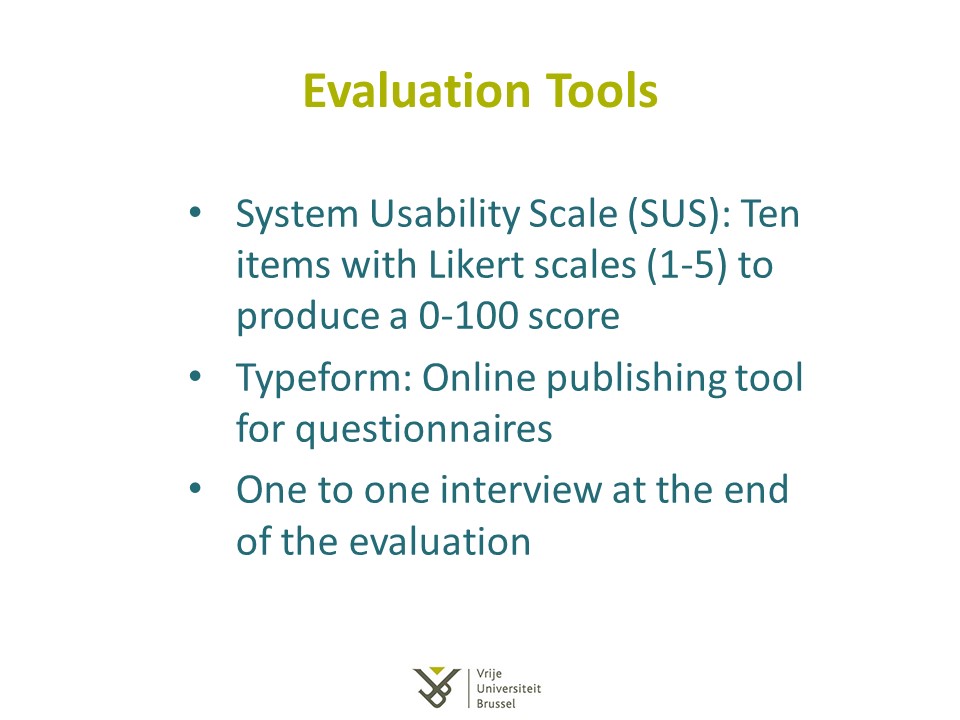 Evaluation Tools
• System Usability Scale (SUS): Ten
items with Likert scales (1-5) to
produce a 0-100 score
• Typeform: Online publishing tool
for questionnaires
• One to one interview at the end
of the evaluation
Vrije
Universiteit
Brussel